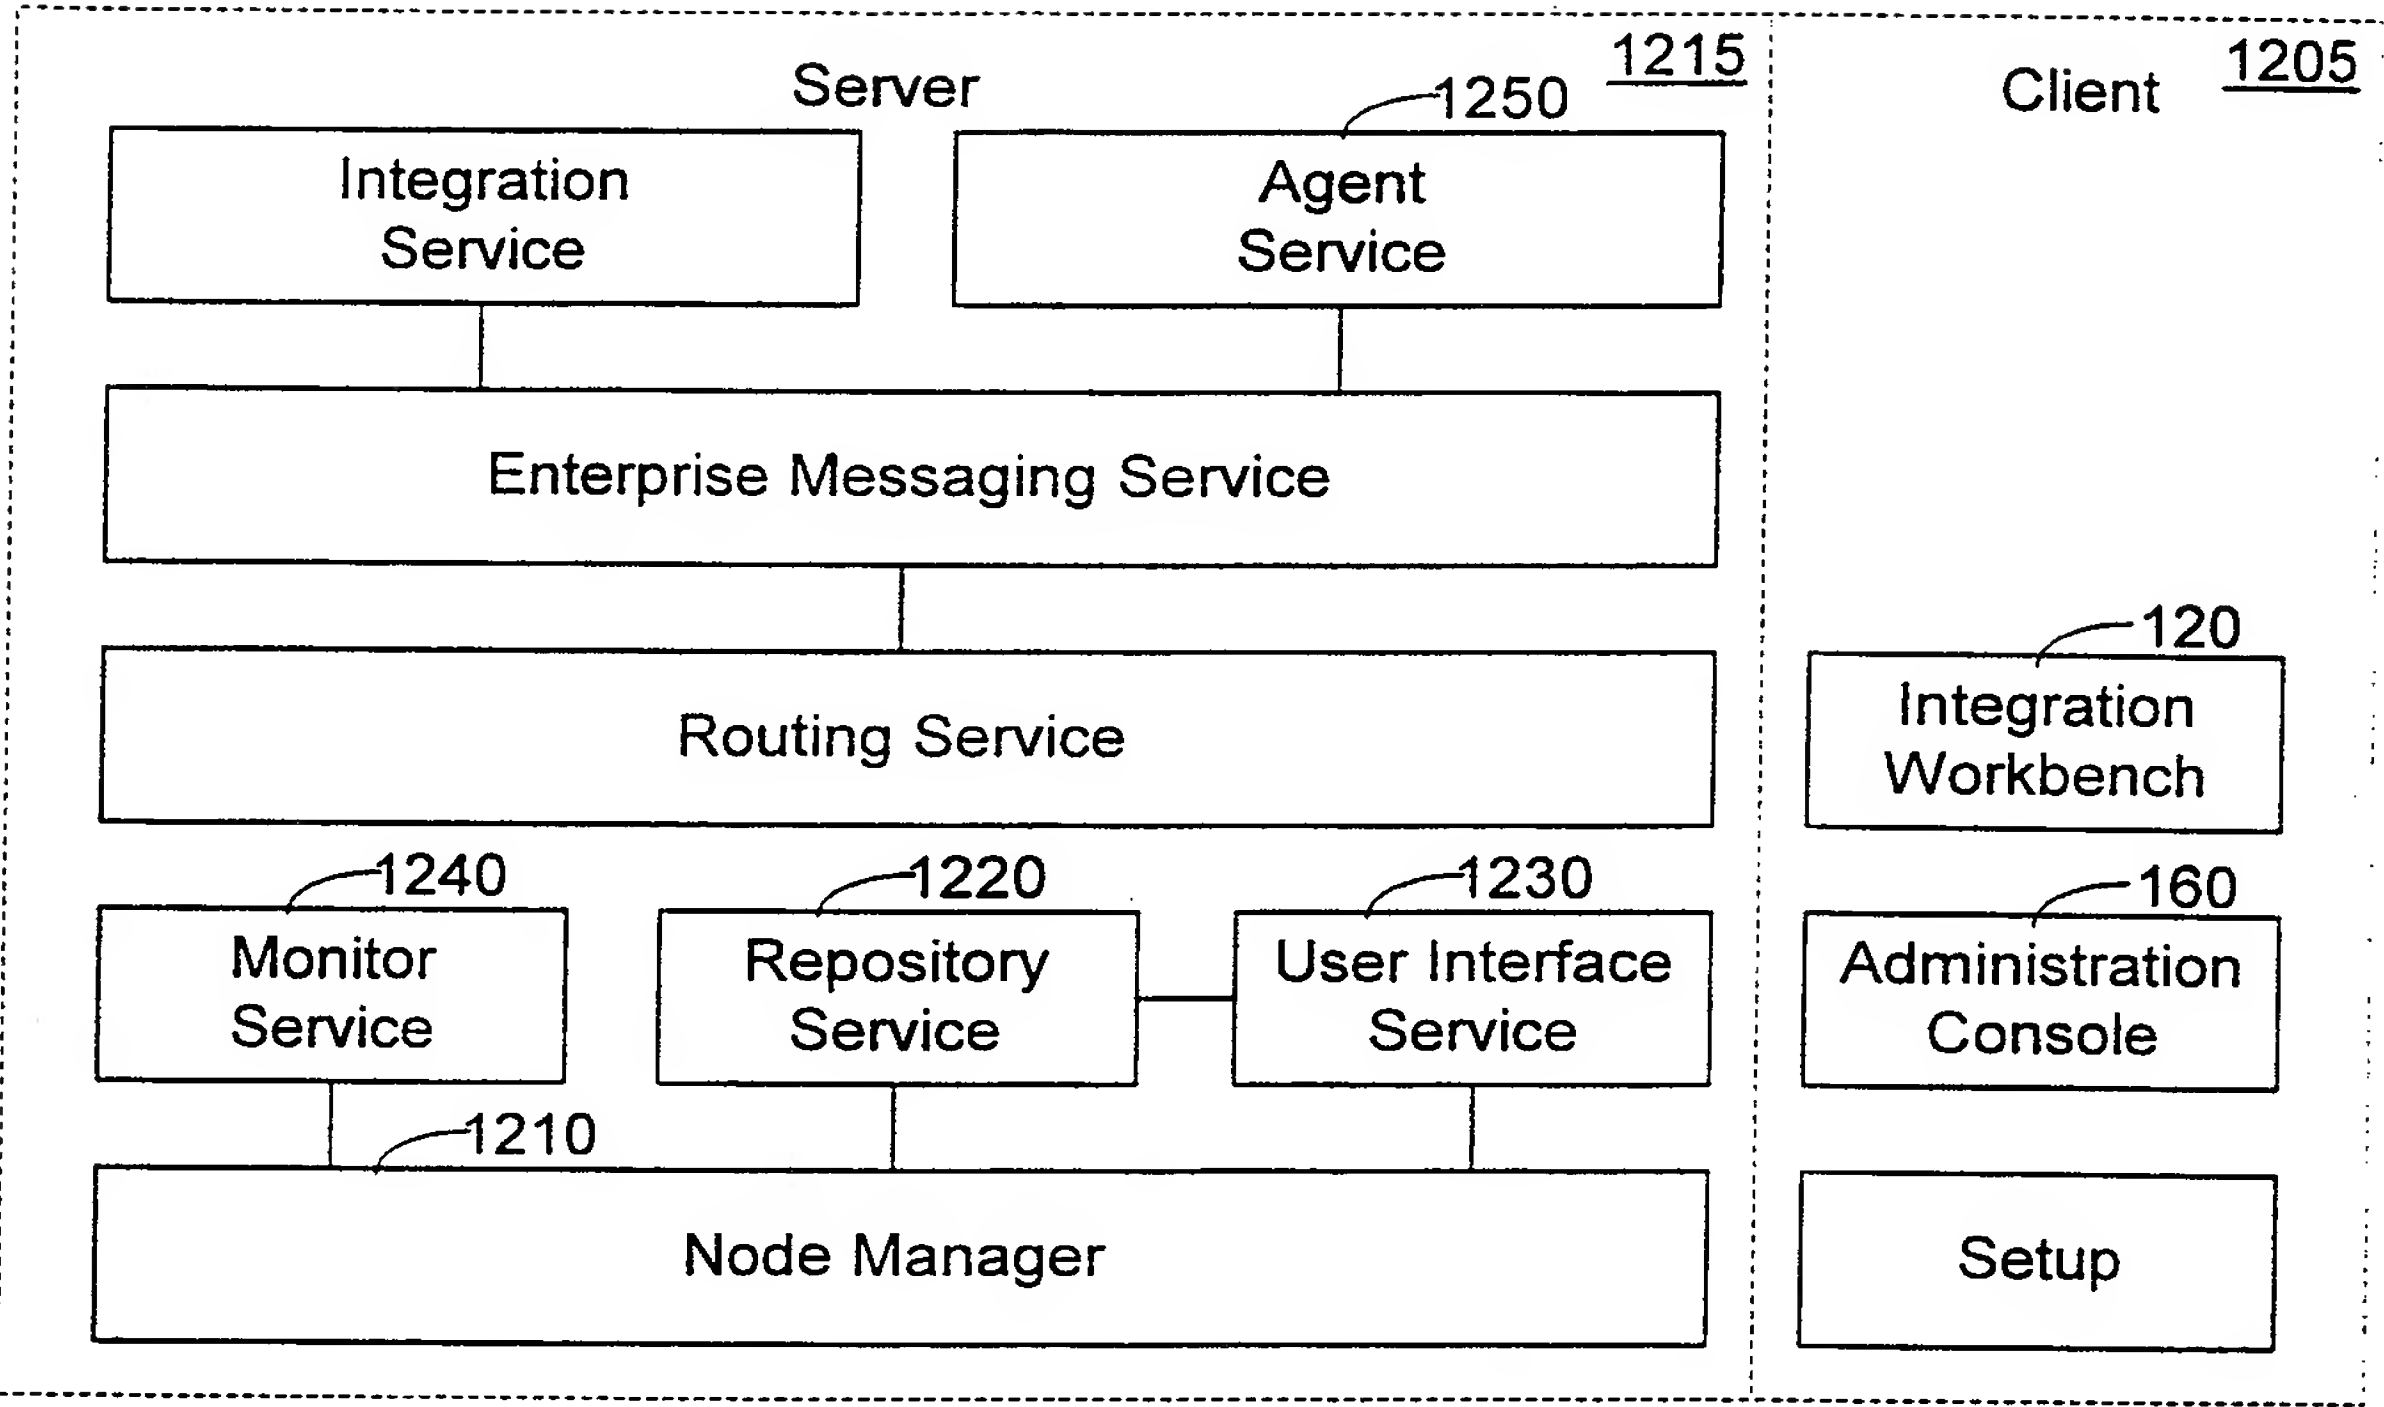 Server
1215
1250
Client
1205
Integration
Service
Agent
Service
Enterprise Messaging Service
Routing Service
120
Integration
Workbench
1240
Monitor
Service
1220
Repository
Service
1230
User Interface
Service
160
Administration
Console
1210
Node Manager
Setup